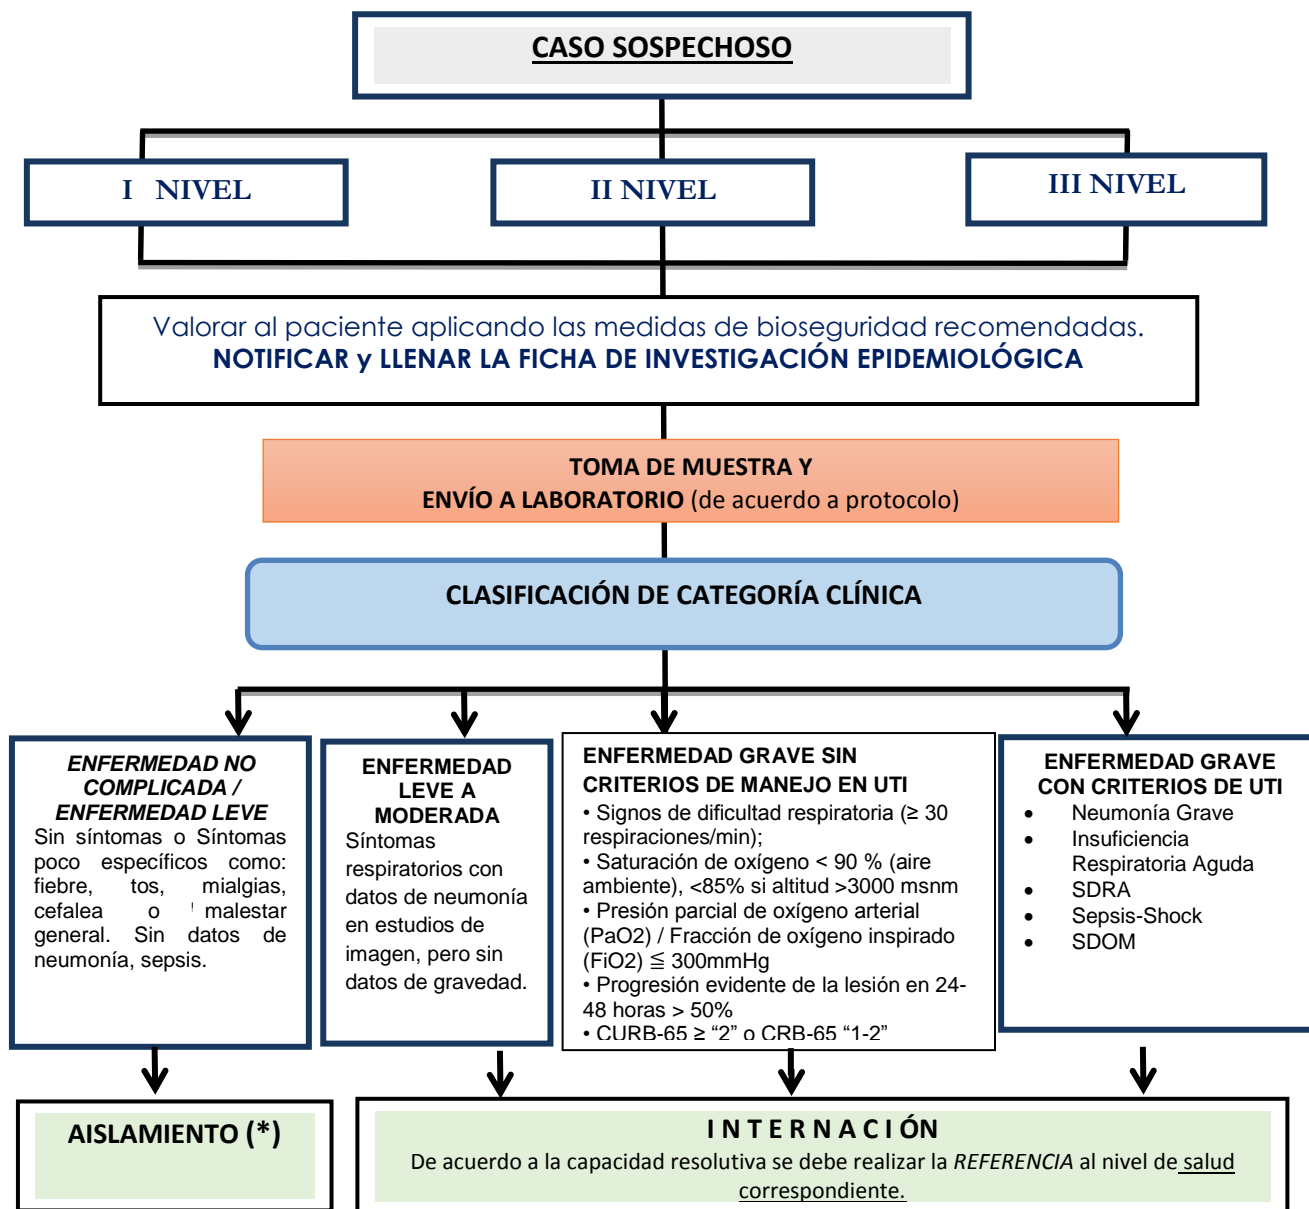 CASO SOSPECHOSO
I NIVEL
II NIVEL
III NIVEL
Valorar al paciente aplicando las medidas de bioseguridad recomendadas.
NOTIFICAR y LLENAR LA FICHA DE INVESTIGACIÓN EPIDEMIOLÓGICA
TOMA DE MUESTRA Y
ENVÍO A LABORATORIO (de acuerdo a protocolo)
CLASIFICACIÓN DE CATEGORÍA CLÍNICA
ENFERMEDAD NO
COMPLICADA /
ENFERMEDAD LEVE
Sin síntomas o Síntomas
poco específicos como:
fiebre, tos, mialgias,
cefalea o malestar
general. Sin datos de
neumonía, sepsis.
ENFERMEDAD
LEVE A
MODERADA
Síntomas
respiratorios con
datos de neumonía
en estudios de
imagen, pero sin
datos de gravedad.
ENFERMEDAD GRAVE SIN
CRITERIOS DE MANEJO EN UTI
• Signos de dificultad respiratoria (≥ 30
respiraciones/min);
• Saturación de oxígeno < 90 % (aire
ambiente), <85% si altitud >3000 msnm
• Presión parcial de oxígeno arterial
(PaO2) / Fracción de oxígeno inspirado
(FiO2) ≦ 300mmHg
• Progresión evidente de la lesión en 24-
48 horas > 50%
• CURB-65 ≥ “2” o CRB-65 “1-2”
ENFERMEDAD GRAVE
CON CRITERIOS DE UTI
• Neumonía Grave
• Insuficiencia
Respiratoria Aguda
• SDRA
• Sepsis-Shock
• SDOM
AISLAMIENTO (*)
I N T E R N A C I ÓN
De acuerdo a la capacidad resolutiva se debe realizar la REFERENCIA al nivel de salud
correspondiente.